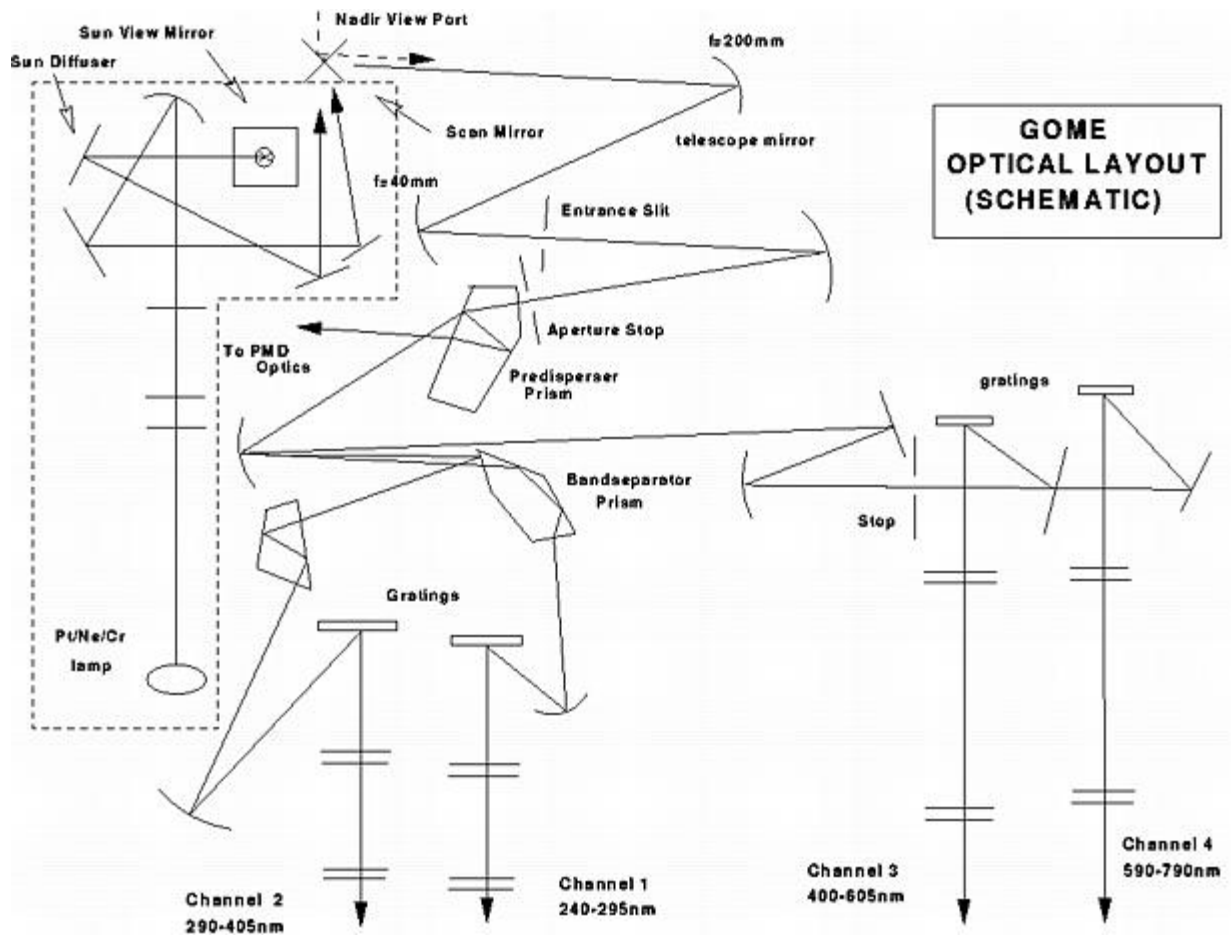 Nadir View Port
Sun View Mirror
Sun Diffuser
f=200mm
Scan Mirror
telescope mirror
GOME
OPTICAL LAYOUT
(SCHEMATIC)
f=40mm
Entrance Slit
Aperture Stop
To PMD
Optics
Predisperser
Prism
gratings
Bandseparator
Prism
Stop
Gratings
Pt/Ne/Cr
lamp
Channel 4
590-790nm
Channel 3
400-605nm
Channel 1
240-295nm
Channel 2
290-405nm